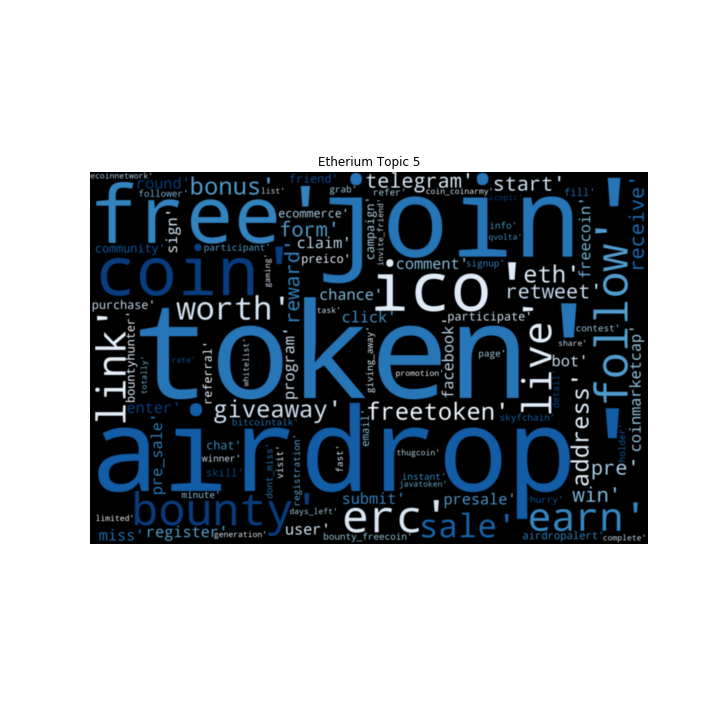 Etherium Topic 5
ecoinnetwork'
round'
bonus'
friend'
telegram'
start'
follower'
list'
grab'
refer'
coin_coinarmy'
icopic'
fill'
receive'
free'
join'
follow'
sign'
ecommerce'
form'
claim'
campaign'
invite_friend'
info'
qvolta'
freecoin'
community'
participant'
preico'
coin'
gaming'
reward'
comment'
signup'
eth'
ico'
retweet'
chance'
purchase'
worth'
task'
click'
participate'
contest'
link'
bountyhunter'
token'
live'
share'
coinmarketcap'
totally'
rate'
referral'
whitelist'
program'
giving_away'
promotion'
facebook'
page'
bot'
detail'
address'
enter'
giveaway'
freetoken'
skyfchain'
bitcointalk'
airdrop'
pre_sale'
chat'
winner'
skill'
dont_miss'
visit'
registration'
fast'
email'
thugcoin'
instant'
javatoken'
holder'
pre'
minute'
bounty'
days_left'
submit'
presale'
hurry'
win'
limited'
erc'
sale'
earn'
miss'
register'
generation'
user'
bounty_freecoin'
airdropalert'
complete'